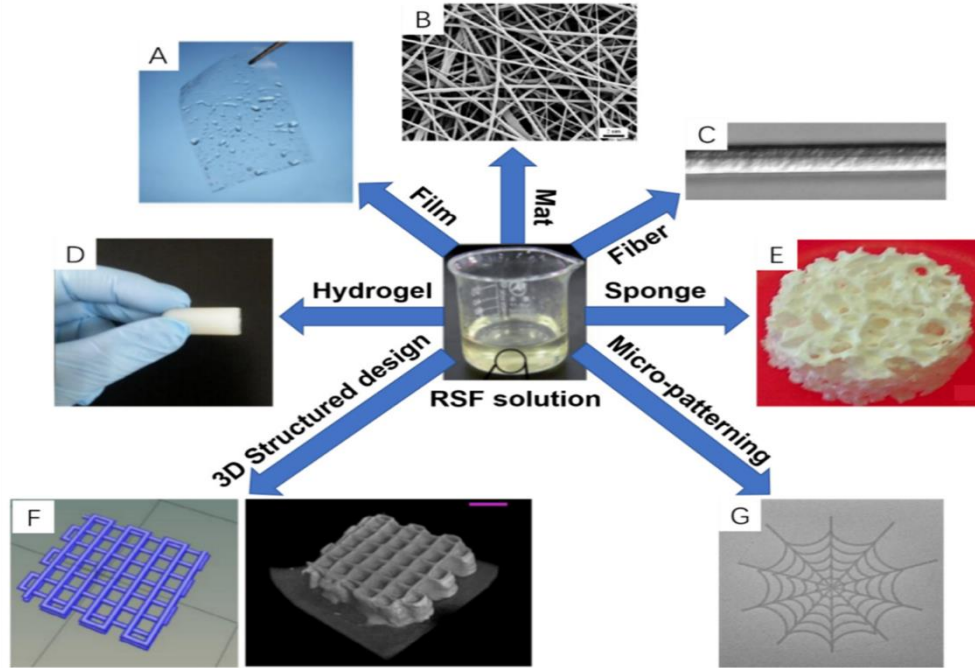 B
A
C
Film
Mat
Fiber
D
E
Hydrogel
Sponge
3D Structured design
Micro-patterning
RSF solution
F
G